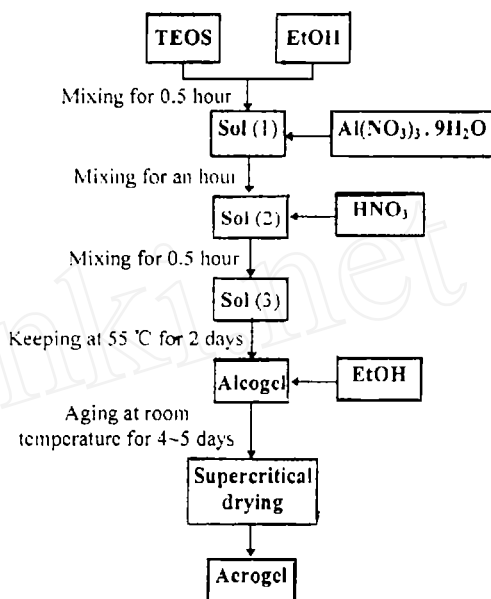 TEOS
EtOH
Mixing for 0.5 hour
Sol (1)
Al(NO₃)₃ . 9H₂O
Mixing for an hour
Sol (2)
HNO₃
Mixing for 0.5 hour
Sol (3)
Keeping at 55 ℃ for 2 days
Alcogel
EtOH
Aging at room
temperature for 4~5 days
Supercritical
drying
Aerogel
nki.net